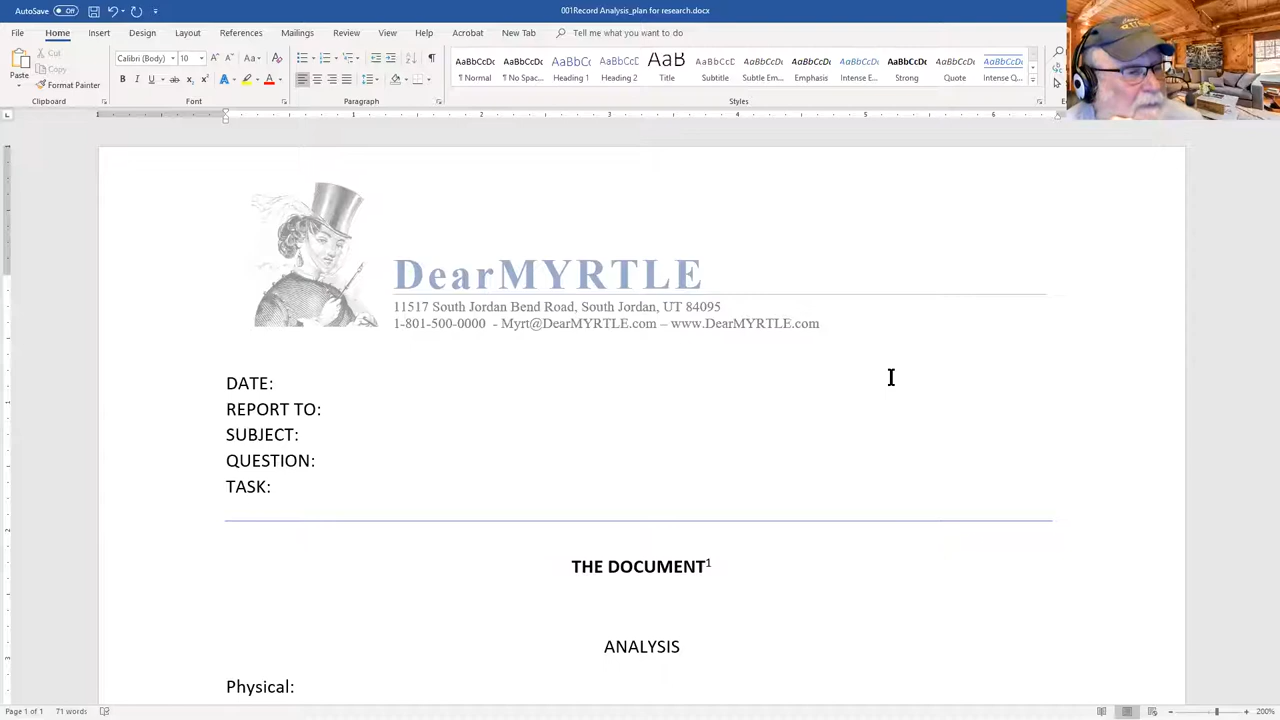 AutoSave Off
001Record Analysis_plan for research.docx
File Home Insert Design Layout References Mailings Review View Help Acrobat New Tab Tell me what you want to do
Paste
Cut
Copy
Format Painter
Calibri (Body) 10
Clipboard Font Paragraph Styles
AaBbCcDc AaBbCcDc AaBbCc AaBbCcC AaB AaBbCcC AaBbCcDc AaBbCcDc AaBbCcDc AaBbCcDc AaBbCcDc AaBbCcDc
¶ Normal ¶ No Spac... Heading 1 Heading 2 Title Subtitle Subtle Em... Emphasis Intense E... Strong Quote Intense Q...
DearMYRTLE
11517 South Jordan Bend Road, South Jordan, UT 84095
1-801-500-0000 - Myrt@DearMYRTLE.com – www.DearMYRTLE.com
DATE:
REPORT TO:
SUBJECT:
QUESTION:
TASK:
THE DOCUMENT1
ANALYSIS
Physical:
Page 1 of 1 71 words 200%